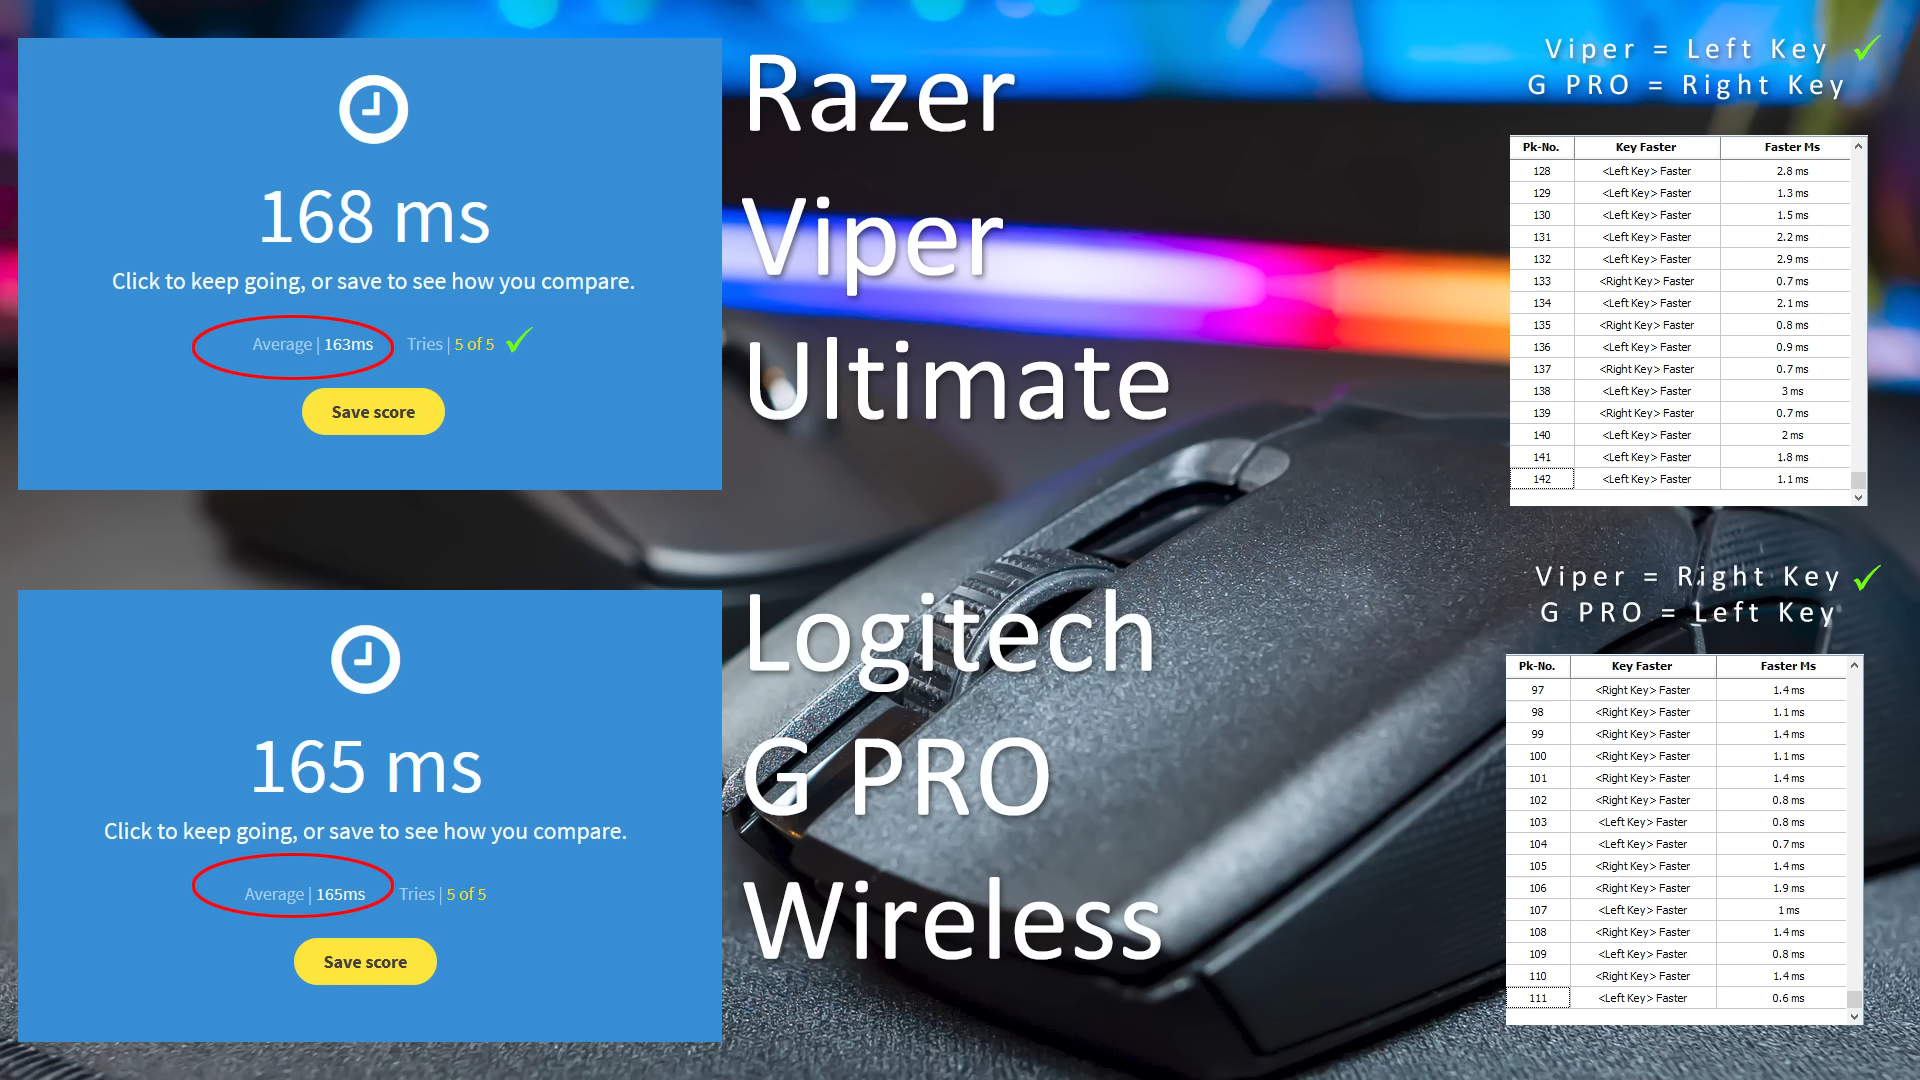 168 ms
Click to keep going, or save to see how you compare.
Average | 163ms Tries | 5 of 5
Save score
Razer
Viper
Ultimate
Viper = Left Key
G PRO = Right Key
Pk-No. Key Faster Faster Ms
128 <Left Key> Faster 2.8 ms
129 <Left Key> Faster 1.3 ms
130 <Left Key> Faster 1.5 ms
131 <Left Key> Faster 2.2 ms
132 <Left Key> Faster 2.9 ms
133 <Right Key> Faster 0.7 ms
134 <Left Key> Faster 2.1 ms
135 <Right Key> Faster 0.8 ms
136 <Left Key> Faster 0.9 ms
137 <Right Key> Faster 0.7 ms
138 <Left Key> Faster 3 ms
139 <Right Key> Faster 0.7 ms
140 <Left Key> Faster 2 ms
141 <Left Key> Faster 1.8 ms
142 <Left Key> Faster 1.1 ms
165 ms
Click to keep going, or save to see how you compare.
Average | 165ms Tries | 5 of 5
Save score
Logitech
G PRO
Wireless
Viper = Right Key
G PRO = Left Key
Pk-No. Key Faster Faster Ms
97 <Right Key> Faster 1.4 ms
98 <Right Key> Faster 1.1 ms
99 <Right Key> Faster 1.4 ms
100 <Right Key> Faster 1.1 ms
101 <Right Key> Faster 1.4 ms
102 <Right Key> Faster 0.8 ms
103 <Left Key> Faster 0.8 ms
104 <Left Key> Faster 0.7 ms
105 <Right Key> Faster 1.4 ms
106 <Right Key> Faster 1.9 ms
107 <Left Key> Faster 1 ms
108 <Right Key> Faster 1.4 ms
109 <Left Key> Faster 0.8 ms
110 <Right Key> Faster 1.4 ms
111 <Left Key> Faster 0.6 ms